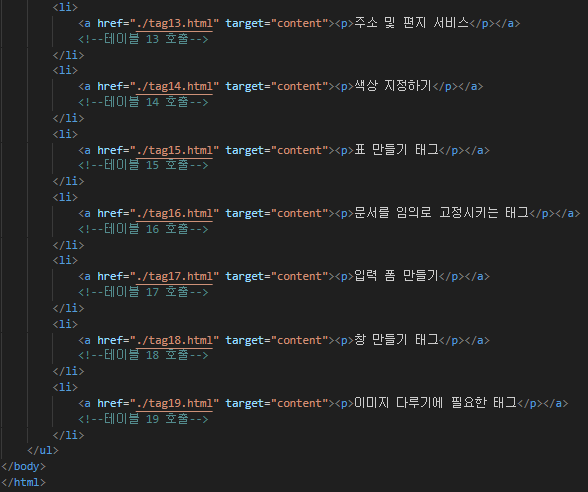 <li>
<a href="./tag13.html" target="content"><p>주소 및 편지 서비스</p></a>
<!--테이블 13 호출-->
</li>
<li>
<a href="./tag14.html" target="content"><p>색상 지정하기</p></a>
<!--테이블 14 호출-->
</li>
<li>
<a href="./tag15.html" target="content"><p>표 만들기 태그</p></a>
<!--테이블 15 호출-->
</li>
<li>
<a href="./tag16.html" target="content"><p>문서를 임의로 고정시키는 태그</p></a>
<!--테이블 16 호출-->
</li>
<li>
<a href="./tag17.html" target="content"><p>입력 폼 만들기</p></a>
<!--테이블 17 호출-->
</li>
<li>
<a href="./tag18.html" target="content"><p>창 만들기 태그</p></a>
<!--테이블 18 호출-->
</li>
<li>
<a href="./tag19.html" target="content"><p>이미지 다루기에 필요한 태그</p></a>
<!--테이블 19 호출-->
</li>
</ul>
</body>
</html>